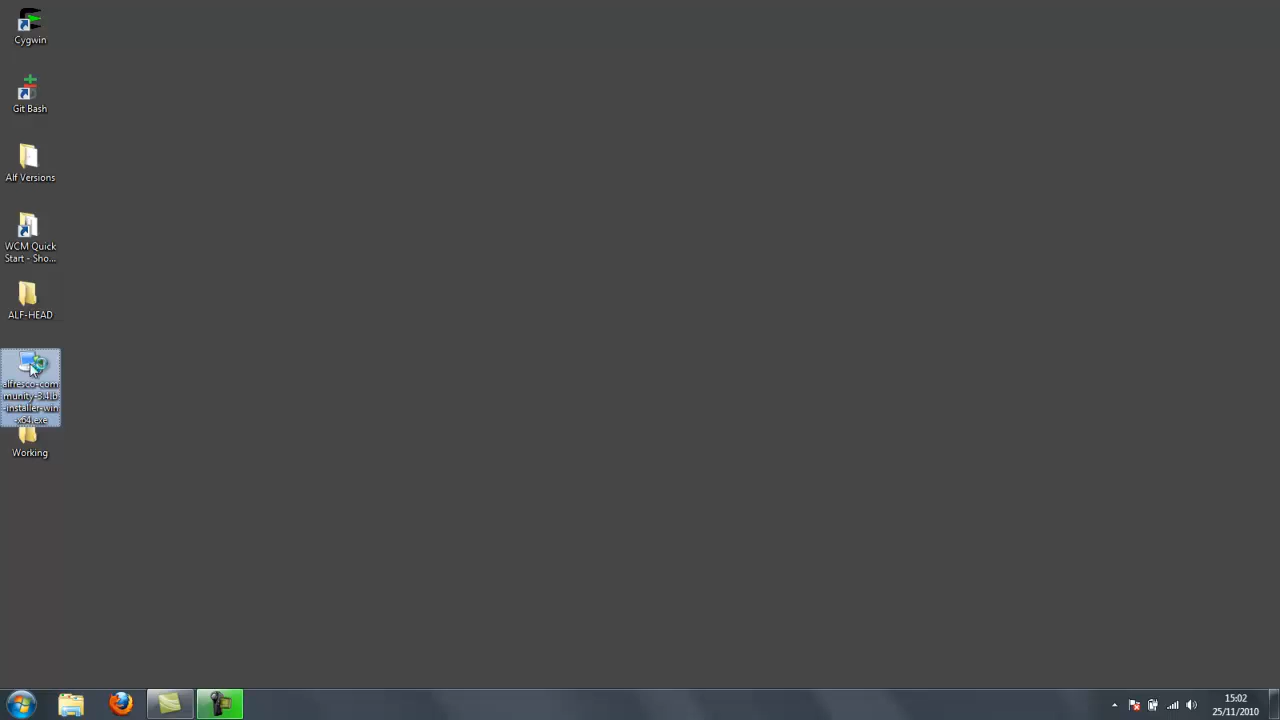 Cygwin
Git Bash
Alf Versions
WCM Quick
Start - Sho...
ALF-HEAD
alfresco-com
munity-3.4.b
-installer-win
-x64.exe
Working
15:02
25/11/2010